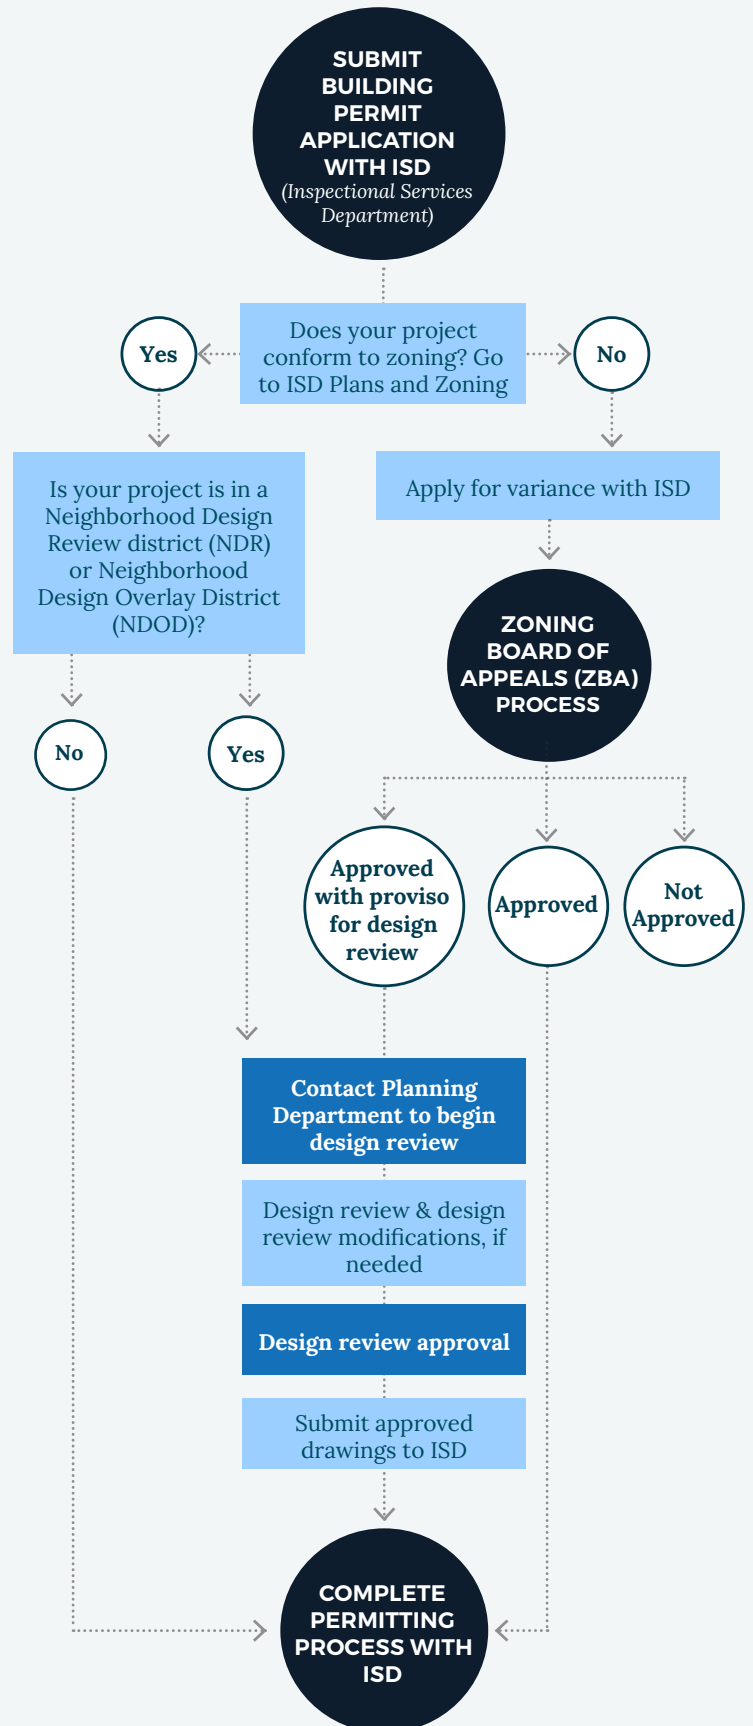 SUBMIT
BUILDING
PERMIT
APPLICATION
WITH ISD
(Inspectional Services
Department)
Does your project
conform to zoning? Go
to ISD Plans and Zoning
Yes
No
Is your project is in a
Neighborhood Design
Review district (NDR)
or Neighborhood
Design Overlay District
(NDOD)?
Apply for variance with ISD
ZONING
BOARD OF
APPEALS (ZBA)
PROCESS
No
Yes
Approved
with proviso
for design
review
Approved
Not
Approved
Contact Planning
Department to begin
design review
Design review & design
review modifications, if
needed
Design review approval
Submit approved
drawings to ISD
COMPLETE
PERMITTING
PROCESS WITH
ISD